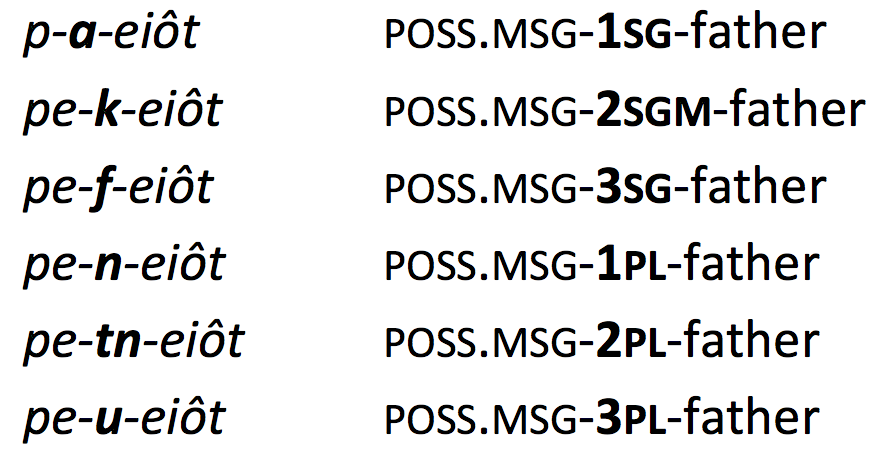 p-a-eiôt POSS.MSG-1SG-father
pe-k-eiôt POSS.MSG-2SGM-father
pe-f-eiôt POSS.MSG-3SG-father
pe-n-eiôt POSS.MSG-1PL-father
pe-tn-eiôt POSS.MSG-2PL-father
pe-u-eiôt POSS.MSG-3PL-father